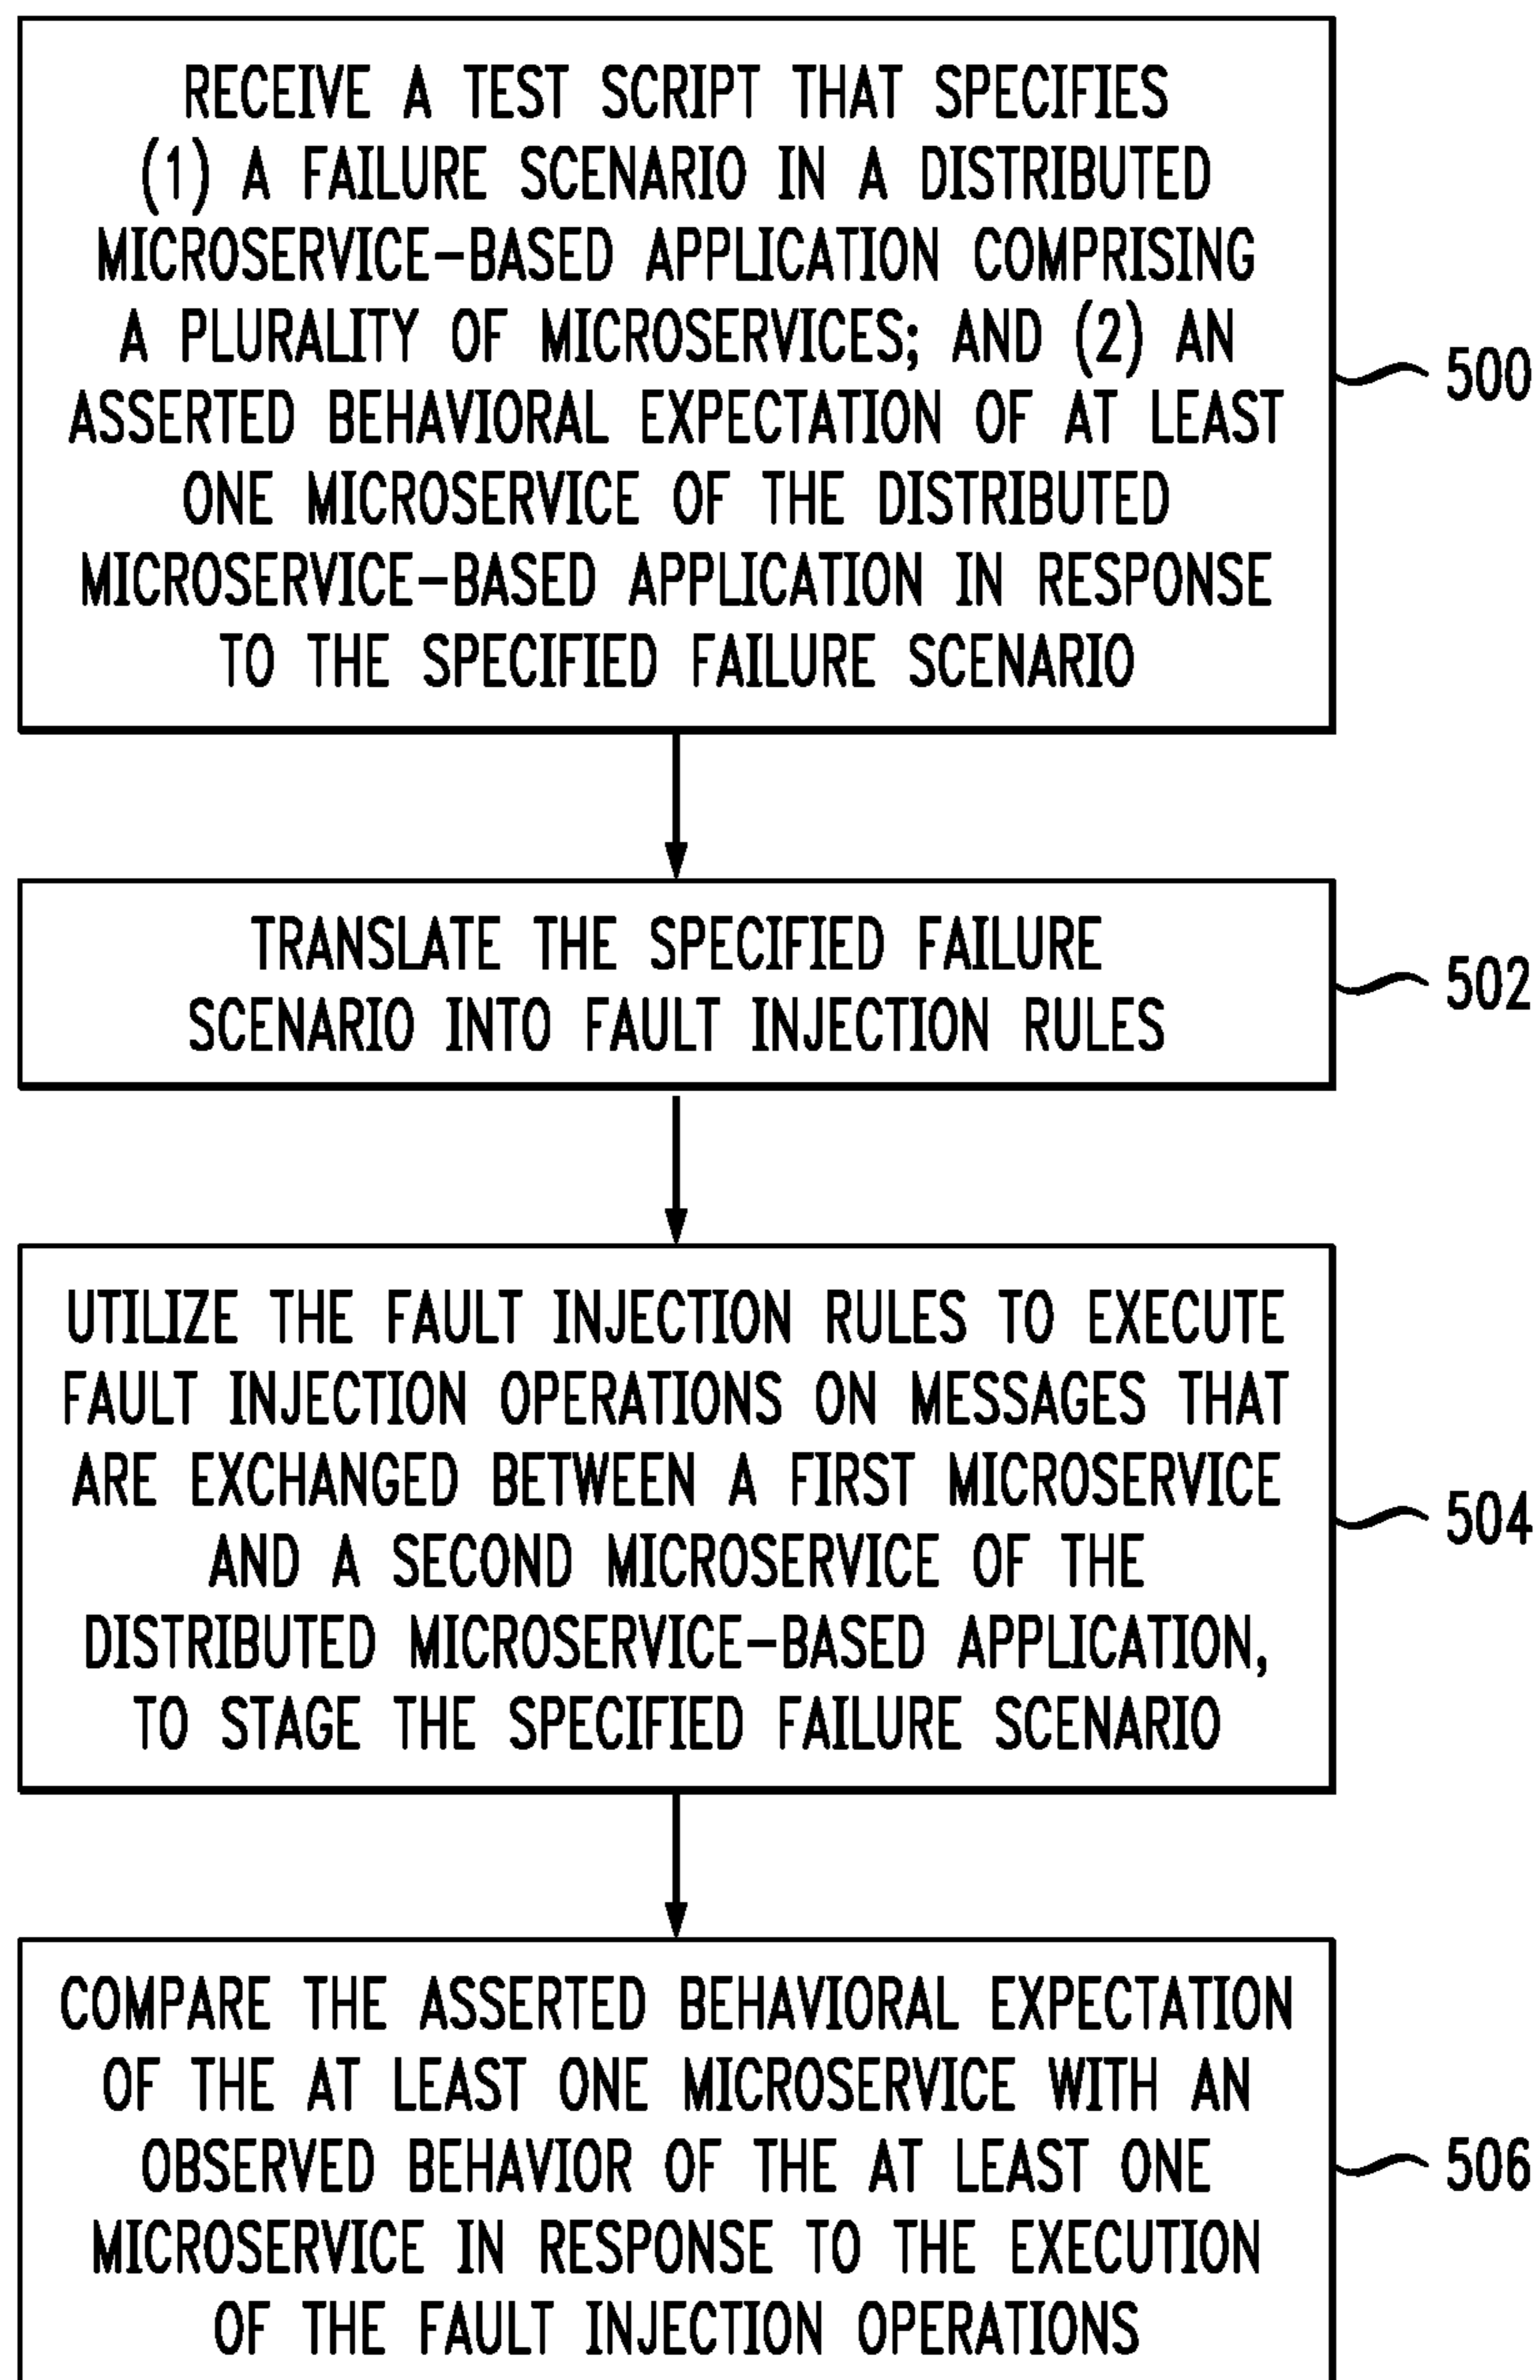 RECEIVE A TEST SCRIPT THAT SPECIFIES
(1) A FAILURE SCENARIO IN A DISTRIBUTED
MICROSERVICE-BASED APPLICATION COMPRISING
A PLURALITY OF MICROSERVICES; AND (2) AN
ASSERTED BEHAVIORAL EXPECTATION OF AT LEAST
ONE MICROSERVICE OF THE DISTRIBUTED
MICROSERVICE-BASED APPLICATION IN RESPONSE
TO THE SPECIFIED FAILURE SCENARIO
500
TRANSLATE THE SPECIFIED FAILURE
SCENARIO INTO FAULT INJECTION RULES
502
UTILIZE THE FAULT INJECTION RULES TO EXECUTE
FAULT INJECTION OPERATIONS ON MESSAGES THAT
ARE EXCHANGED BETWEEN A FIRST MICROSERVICE
AND A SECOND MICROSERVICE OF THE
DISTRIBUTED MICROSERVICE-BASED APPLICATION,
TO STAGE THE SPECIFIED FAILURE SCENARIO
504
COMPARE THE ASSERTED BEHAVIORAL EXPECTATION
OF THE AT LEAST ONE MICROSERVICE WITH AN
OBSERVED BEHAVIOR OF THE AT LEAST ONE
MICROSERVICE IN RESPONSE TO THE EXECUTION
OF THE FAULT INJECTION OPERATIONS
506